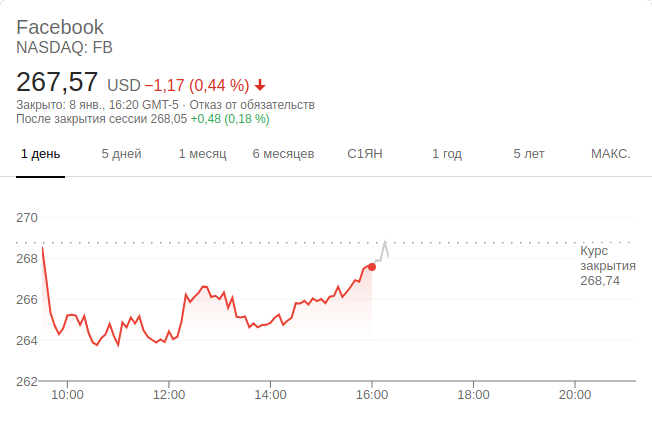 Facebook
NASDAQ: FB
267,57 USD −1,17 (0,44 %)
Закрыто: 8 янв., 16:20 GMT-5 · Отказ от обязательств
После закрытия сессии 268,05 +0,48 (0,18 %)
1 день 5 дней 1 месяц 6 месяцев С1ЯН 1 год 5 лет МАКС.
270
268
266
264
262
Курс
закрытия
268,74
10:00 12:00 14:00 16:00 18:00 20:00